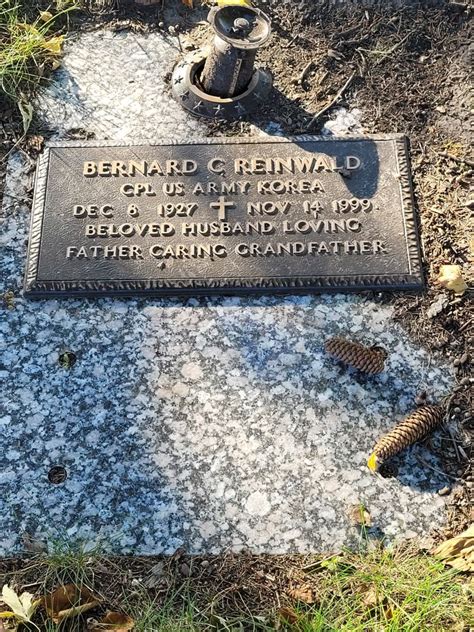 BERNARD C REINWALD
CPL US ARMY KOREA
DEC 8 1927 NOV 14 1999
BELOVED HUSBAND LOVING
FATHER CARING GRANDFATHER